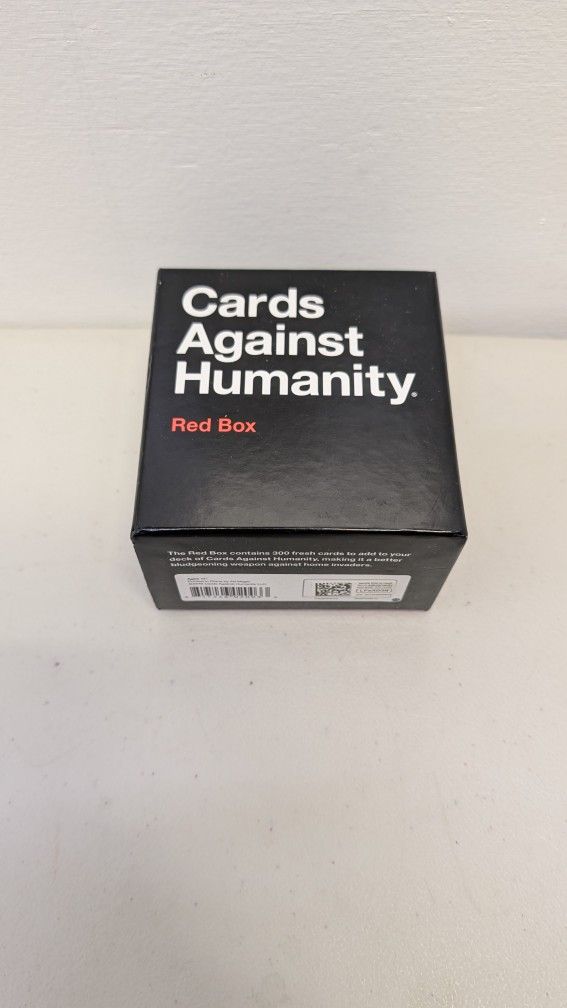 Cards
Against
Humanity®
Red Box
The Red Box contains 300 fresh cards to add to your
deck of Cards Against Humanity, making it a better
bludgeoning weapon against home invaders.